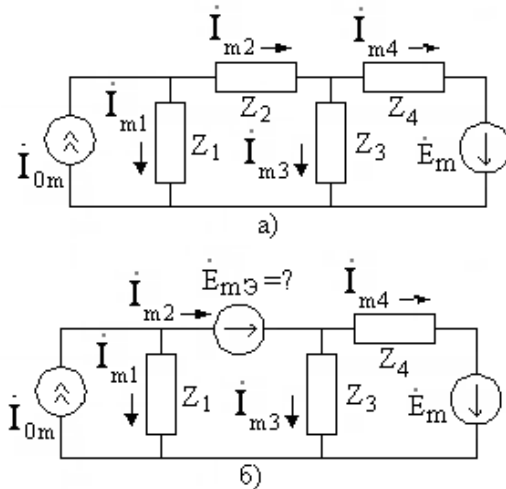 İm2 İm4
İm1 Z2 Z4
İ0m Z1 İm3 Z3 Ėm
а)
ĖmЭ=?
İm2 İm4
İm1 Z4
İ0m Z1 İm3 Z3 Ėm
б)